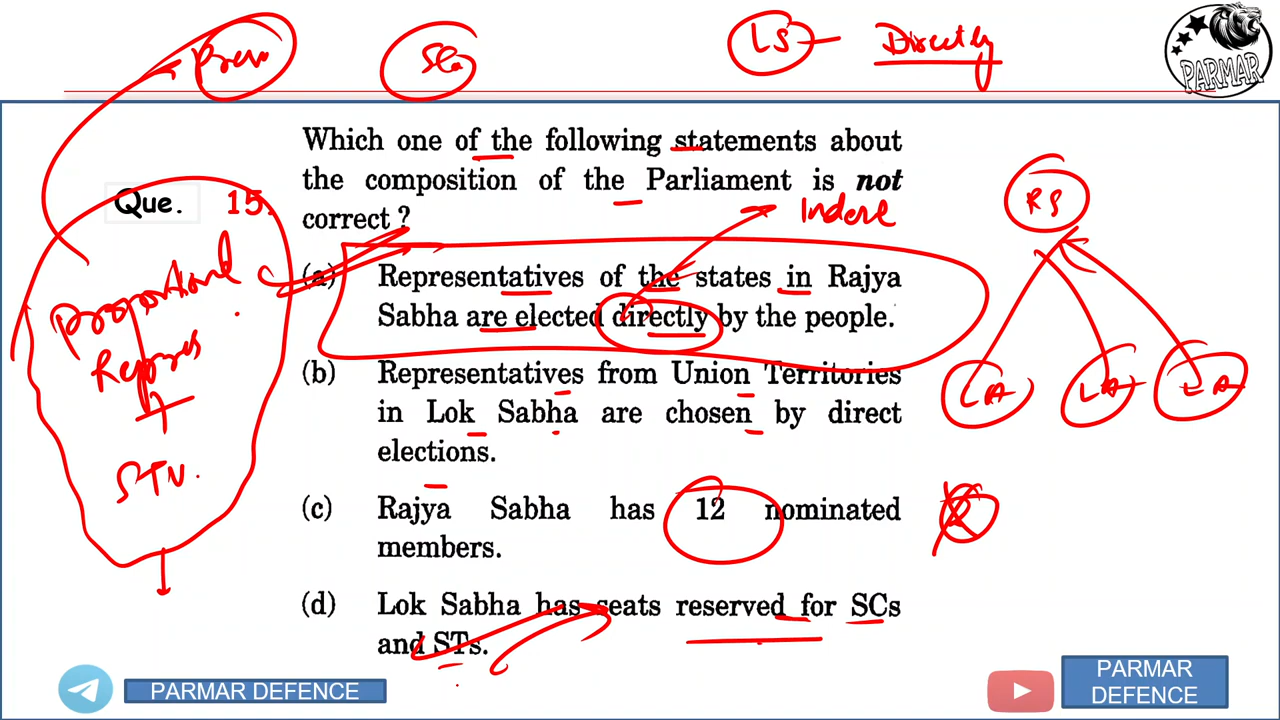 LS - Directly
PARMAR
Which one of the following statements about
the composition of the Parliament is not
correct ?
Que. 15.
Indire
RS
(a) Representatives of the states in Rajya
Sabha are elected directly by the people.
Proportional
Repres
+
STV.
(b) Representatives from Union Territories
in Lok Sabha are chosen by direct
elections.
LA LA LA
(c) Rajya Sabha has 12 nominated
members.
(d) Lok Sabha has seats reserved for SCs
and STs.
PARMAR DEFENCE
PARMAR
DEFENCE